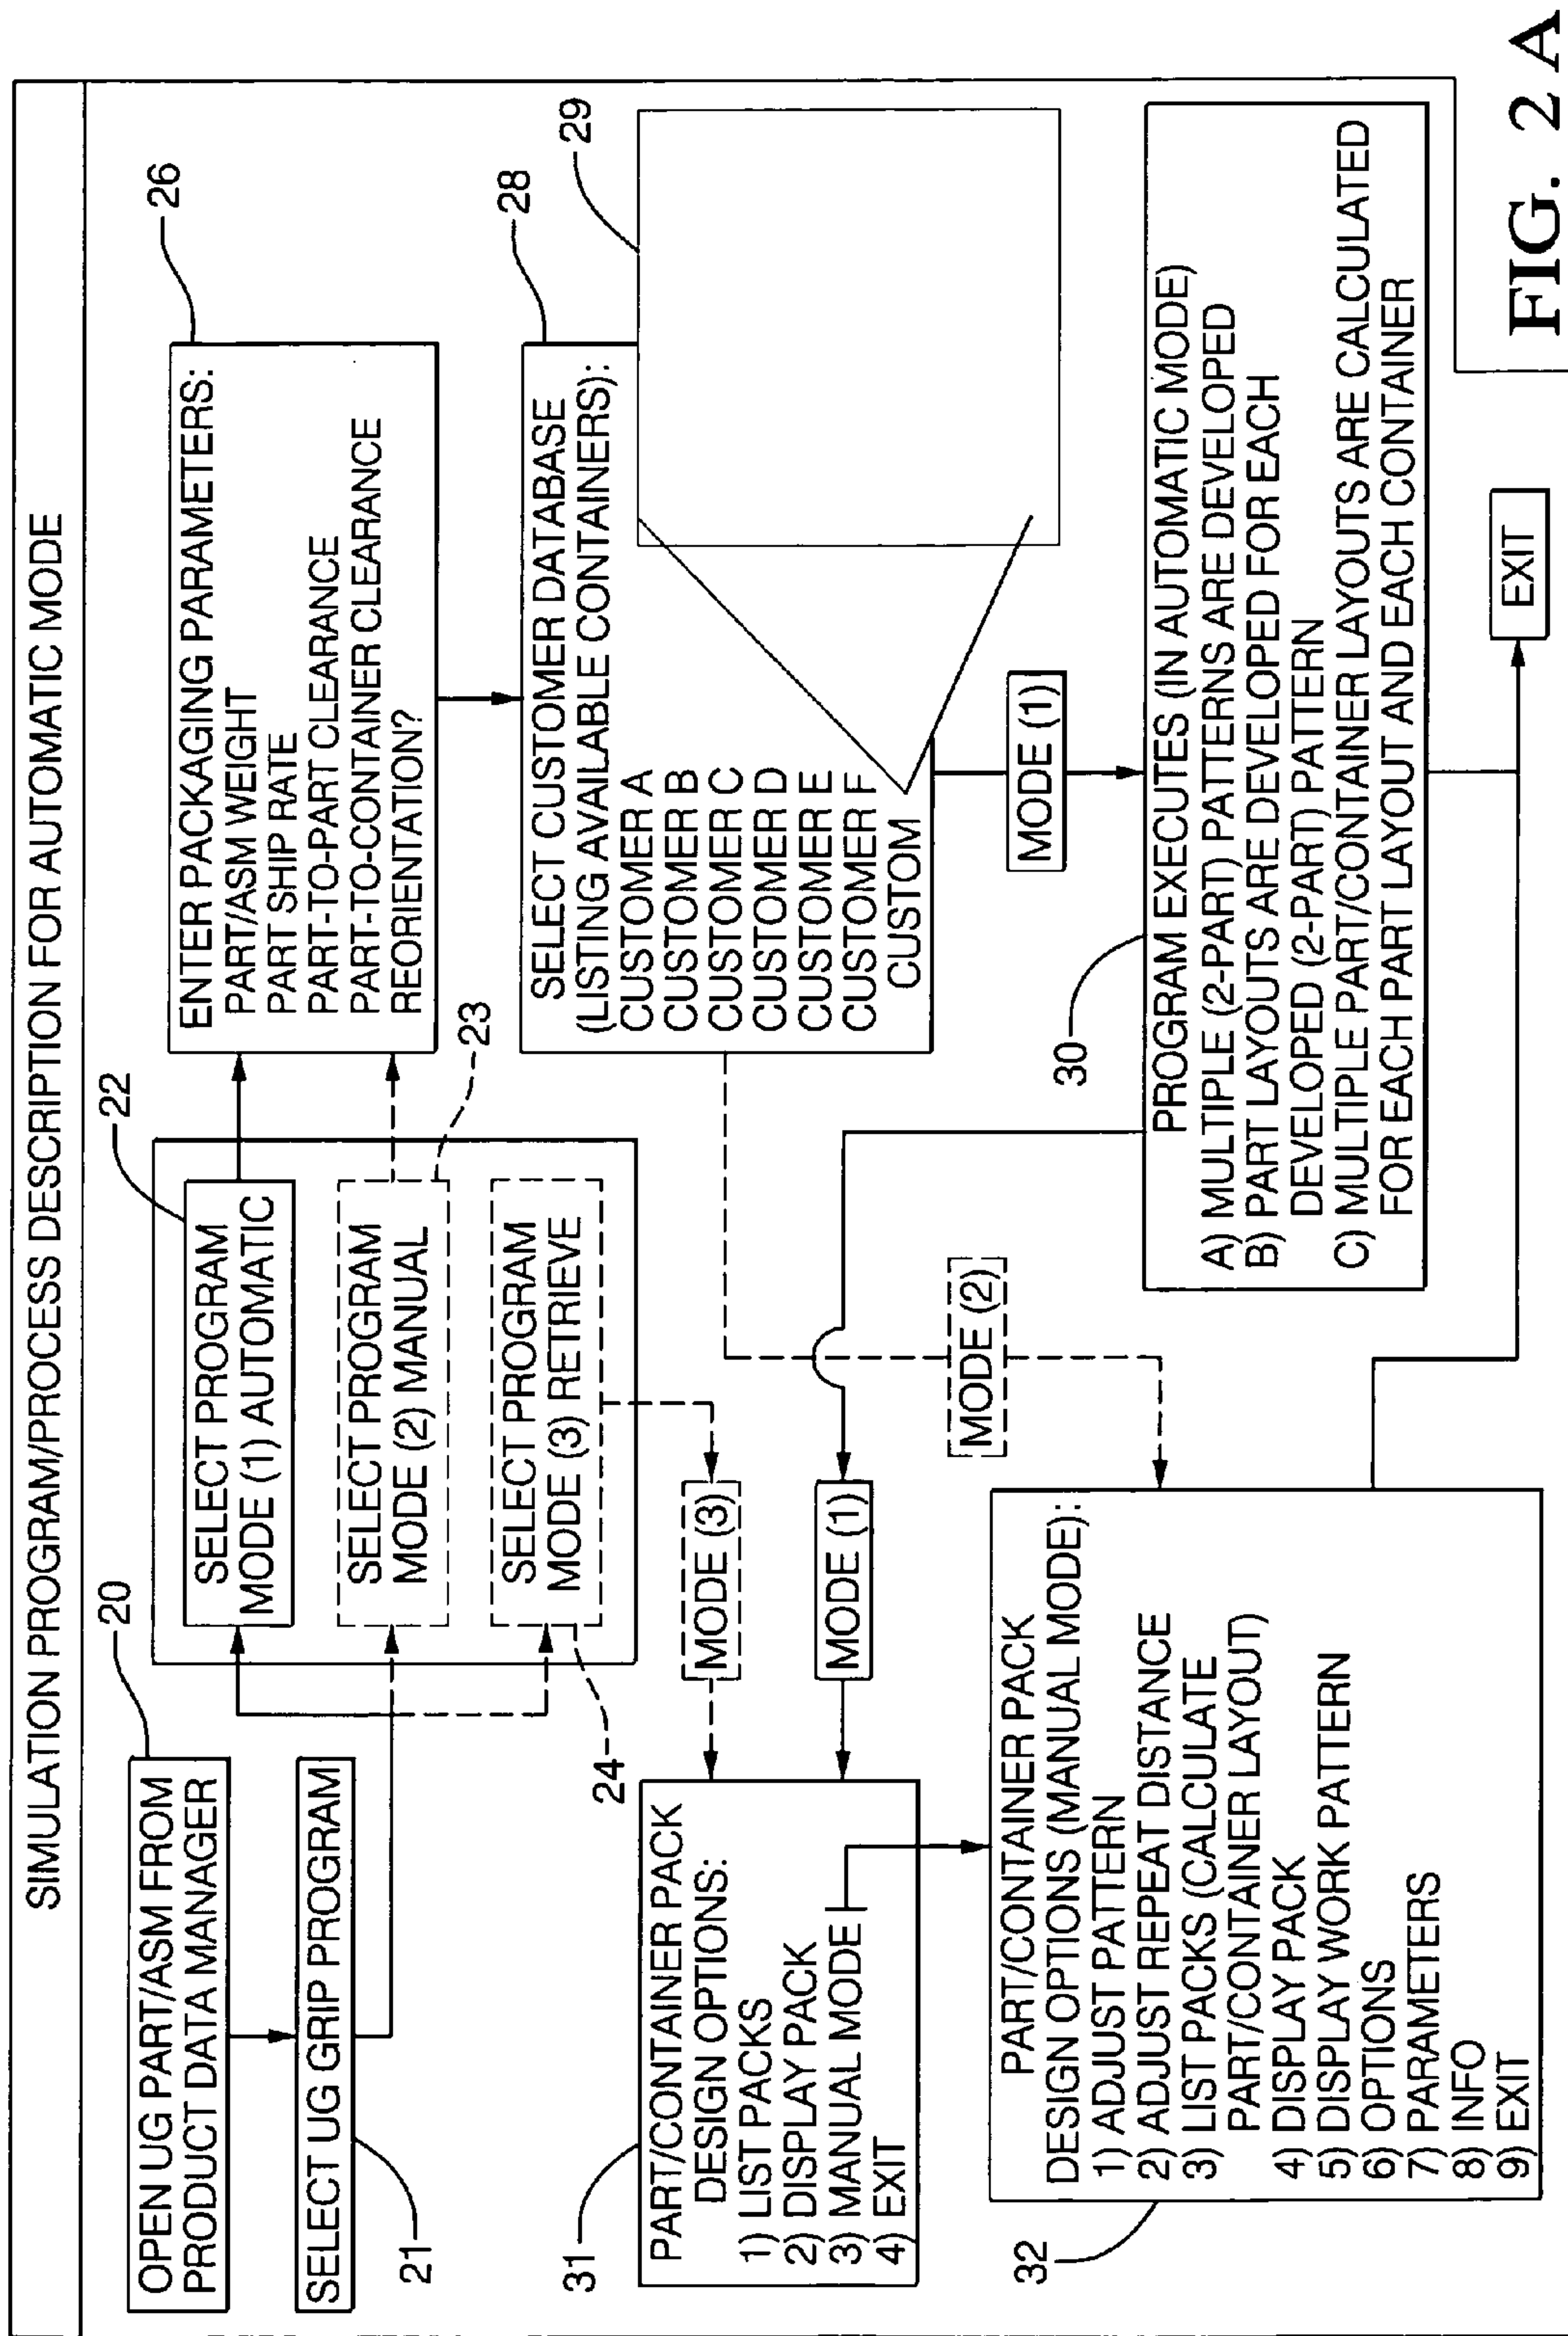 SIMULATION PROGRAM/PROCESS DESCRIPTION FOR AUTOMATIC MODE
OPEN UG PART/ASM FROM
PRODUCT DATA MANAGER
20
SELECT UG GRIP PROGRAM
21
SELECT PROGRAM
MODE (1) AUTOMATIC
22
SELECT PROGRAM
MODE (2) MANUAL
23
SELECT PROGRAM
MODE (3) RETRIEVE
24
ENTER PACKAGING PARAMETERS:
PART/ASM WEIGHT
PART SHIP RATE
PART-TO-PART CLEARANCE
PART-TO-CONTAINER CLEARANCE
REORIENTATION?
26
SELECT CUSTOMER DATABASE
(LISTING AVAILABLE CONTAINERS):
CUSTOMER A
CUSTOMER B
CUSTOMER C
CUSTOMER D
CUSTOMER E
CUSTOMER F
CUSTOM
28
29
MODE (3)
MODE (1)
MODE (2)
MODE (1)
PART/CONTAINER PACK
DESIGN OPTIONS:
1) LIST PACKS
2) DISPLAY PACK
3) MANUAL MODE
4) EXIT
31
PART/CONTAINER PACK
DESIGN OPTIONS (MANUAL MODE):
1) ADJUST PATTERN
2) ADJUST REPEAT DISTANCE
3) LIST PACKS (CALCULATE
PART/CONTAINER LAYOUT)
4) DISPLAY PACK
5) DISPLAY WORK PATTERN
6) OPTIONS
7) PARAMETERS
8) INFO
9) EXIT
32
PROGRAM EXECUTES (IN AUTOMATIC MODE)
A) MULTIPLE (2-PART) PATTERNS ARE DEVELOPED
B) PART LAYOUTS ARE DEVELOPED FOR EACH
DEVELOPED (2-PART) PATTERN
C) MULTIPLE PART/CONTAINER LAYOUTS ARE CALCULATED
FOR EACH PART LAYOUT AND EACH CONTAINER
30
EXIT
FIG. 2A